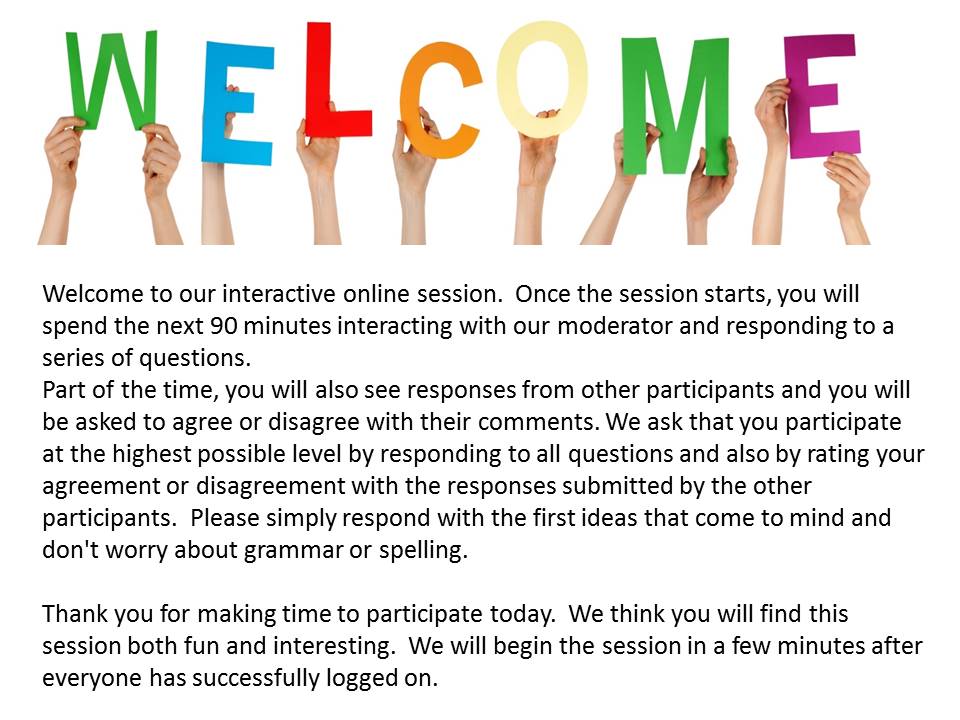 WELCOME
Welcome to our interactive online session.  Once the session starts, you will
spend the next 90 minutes interacting with our moderator and responding to a
series of questions.
Part of the time, you will also see responses from other participants and you will
be asked to agree or disagree with their comments. We ask that you participate
at the highest possible level by responding to all questions and also by rating your
agreement or disagreement with the responses submitted by the other
participants.  Please simply respond with the first ideas that come to mind and
don't worry about grammar or spelling.
Thank you for making time to participate today.  We think you will find this
session both fun and interesting.  We will begin the session in a few minutes after
everyone has successfully logged on.